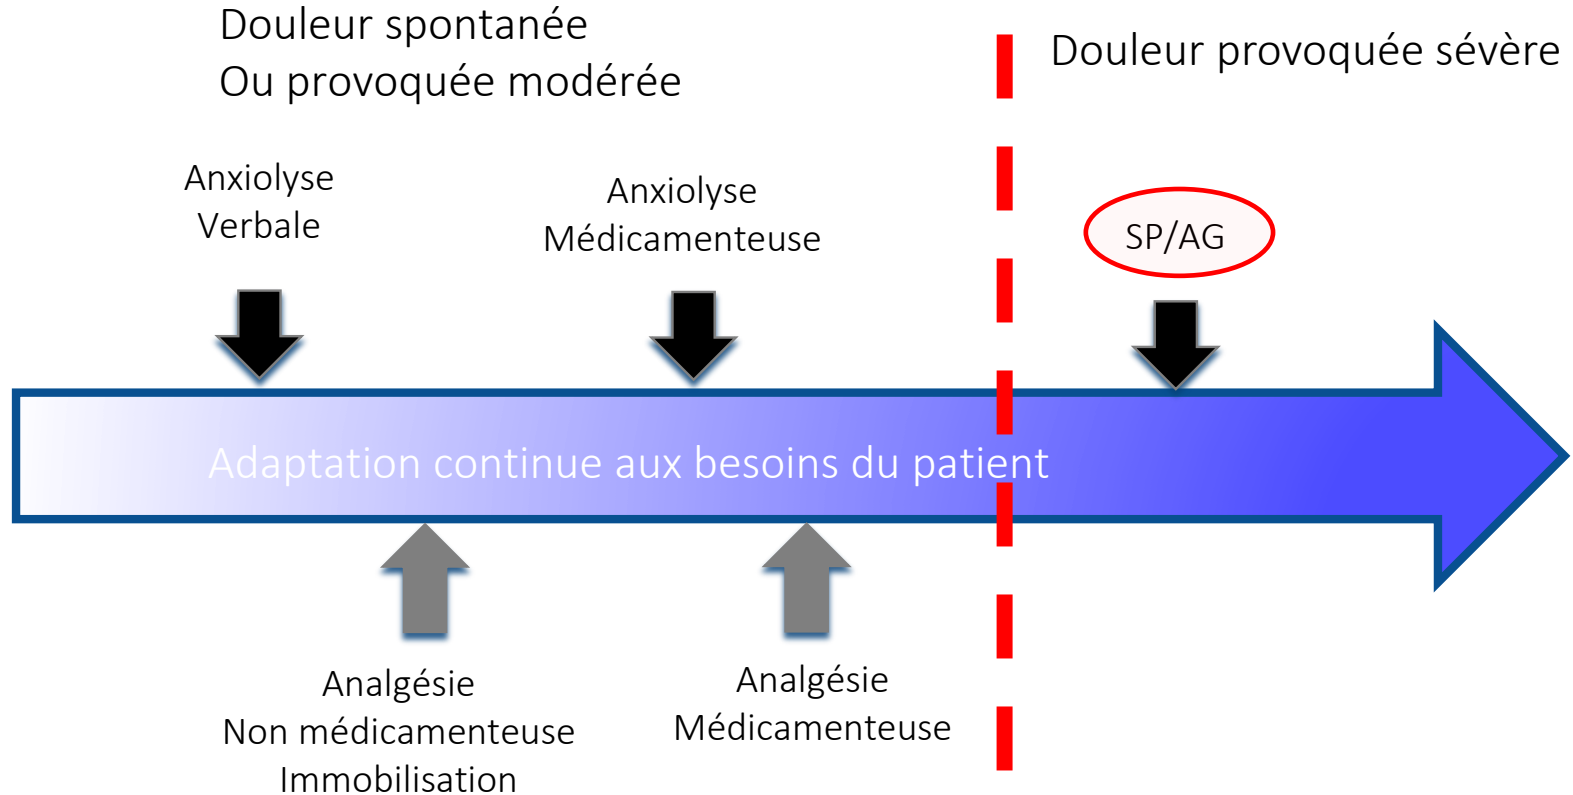 Douleur spontanée
Ou provoquée modérée
Douleur provoquée sévère
Anxiolyse
Verbale
Anxiolyse
Médicamenteuse
SP/AG
Adaptation continue aux besoins du patient
Analgésie
Non médicamenteuse
Immobilisation
Analgésie
Médicamenteuse